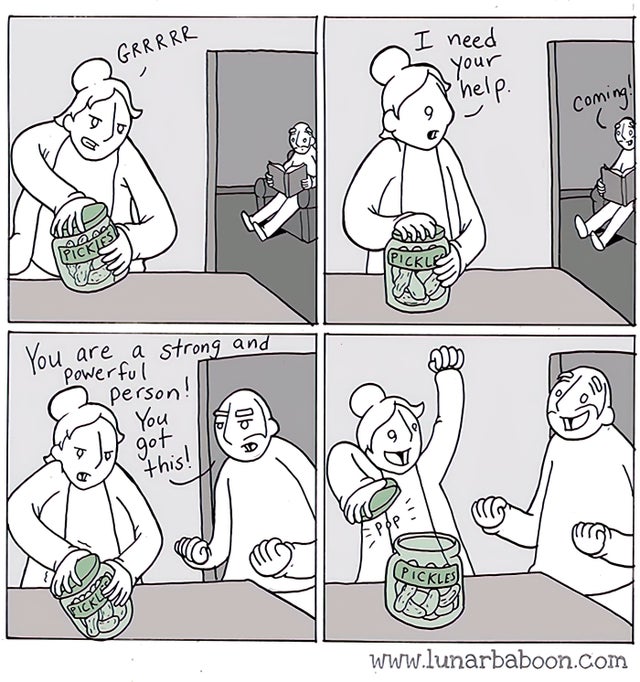 GRRRRR
PICKLES
I need
your
help.
Coming!
PICKLE
You are a strong and
powerful
person!
You
got
this!
PICKL
POP
PICKLES
www.lunarbaboon.com